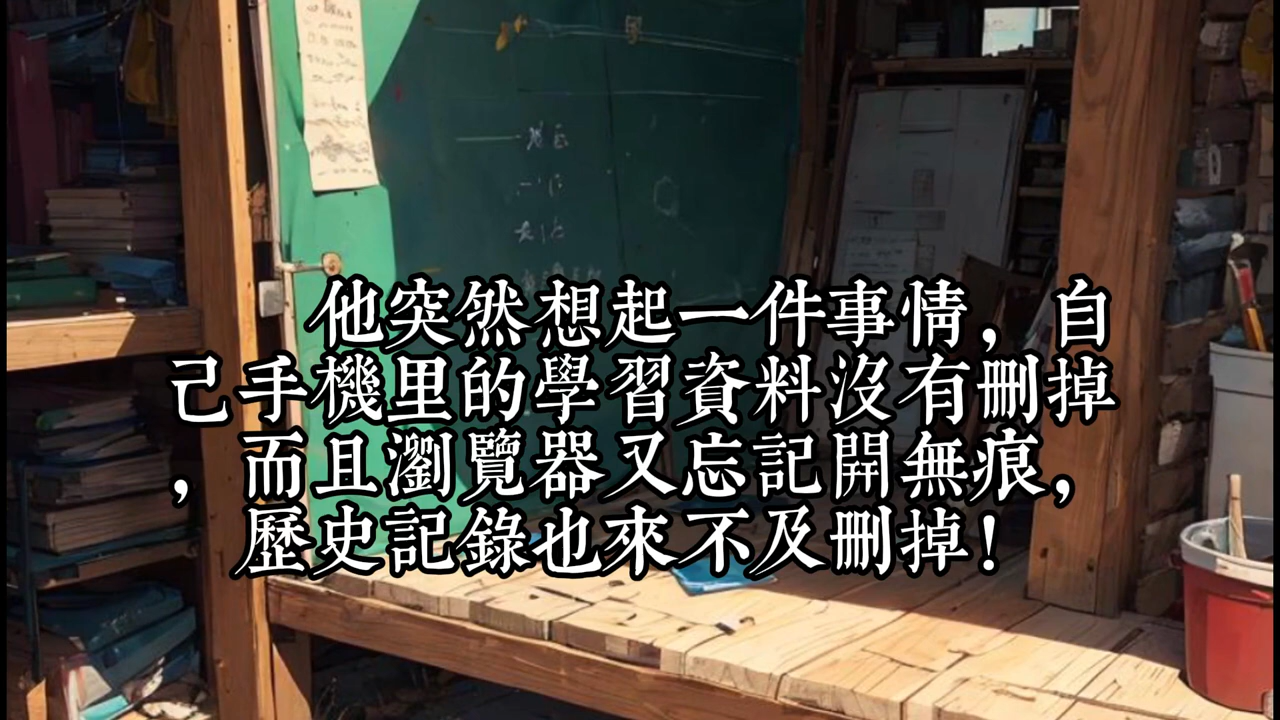 他突然想起一件事情，自
己手機里的學習資料沒有刪掉
，而且瀏覽器又忘記開無痕，
歷史記錄也來不及刪掉！